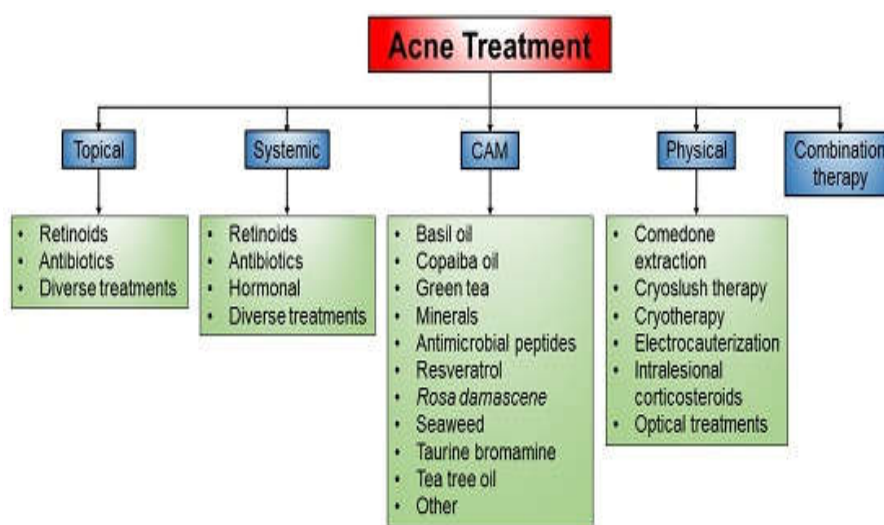 Acne Treatment
Topical
Systemic
CAM
Physical
Combination
therapy
• Retinoids
• Antibiotics
• Diverse treatments
• Retinoids
• Antibiotics
• Hormonal
• Diverse treatments
• Basil oil
• Copaiba oil
• Green tea
• Minerals
• Antimicrobial peptides
• Resveratrol
• Rosa damascene
• Seaweed
• Taurine bromamine
• Tea tree oil
• Other
• Comedone
extraction
• Cryoslush therapy
• Cryotherapy
• Electrocauterization
• Intralesional
corticosteroids
• Optical treatments